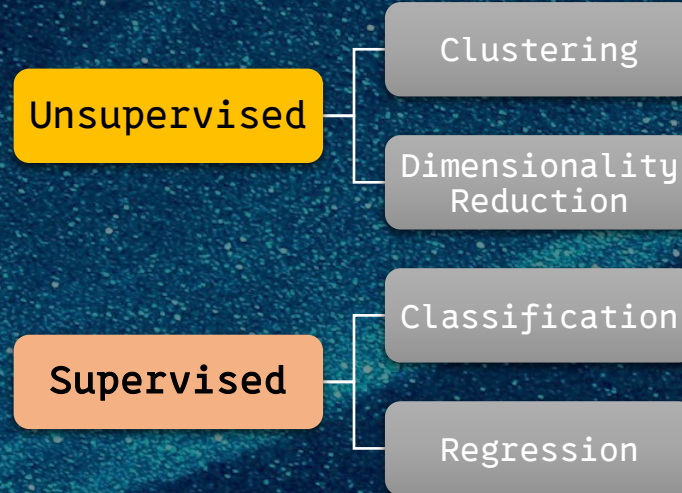 Unsupervised
Clustering
Dimensionality
Reduction
Supervised
Classification
Regression